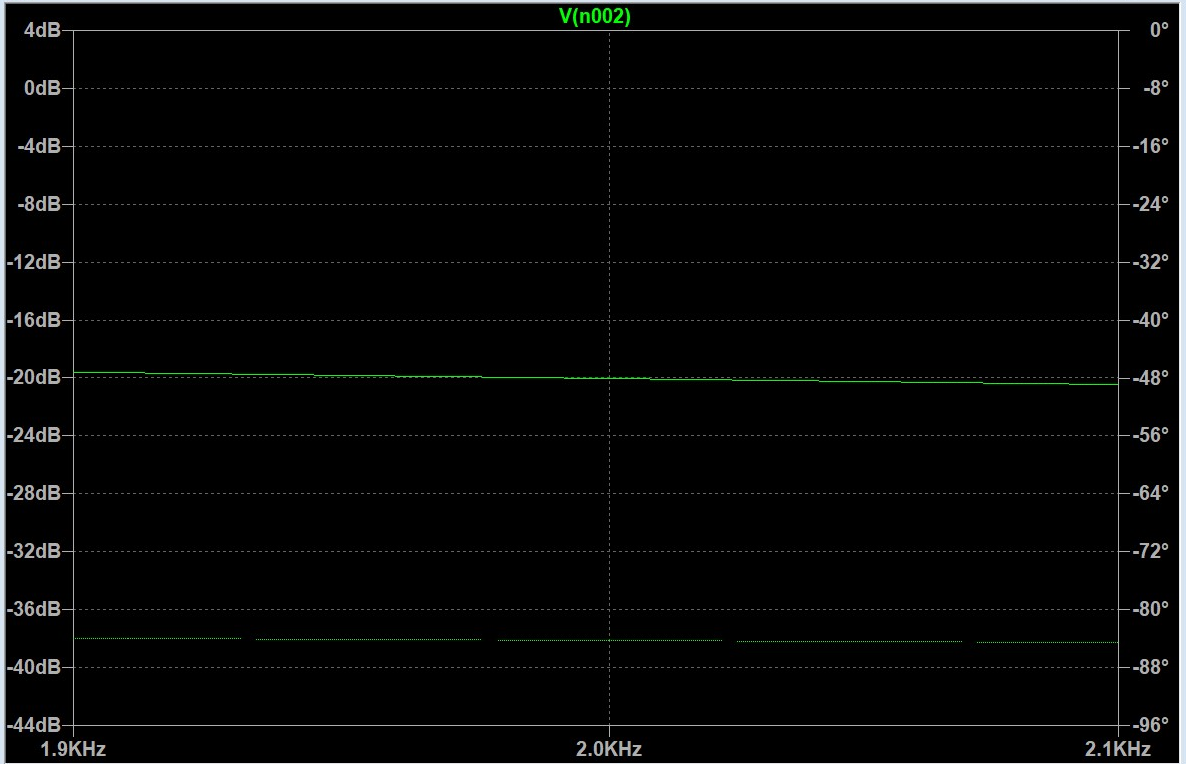 V(n002)
4dB 0°
0dB -8°
-4dB -16°
-8dB -24°
-12dB -32°
-16dB -40°
-20dB -48°
-24dB -56°
-28dB -64°
-32dB -72°
-36dB -80°
-40dB -88°
-44dB -96°
1.9KHz 2.0KHz 2.1KHz